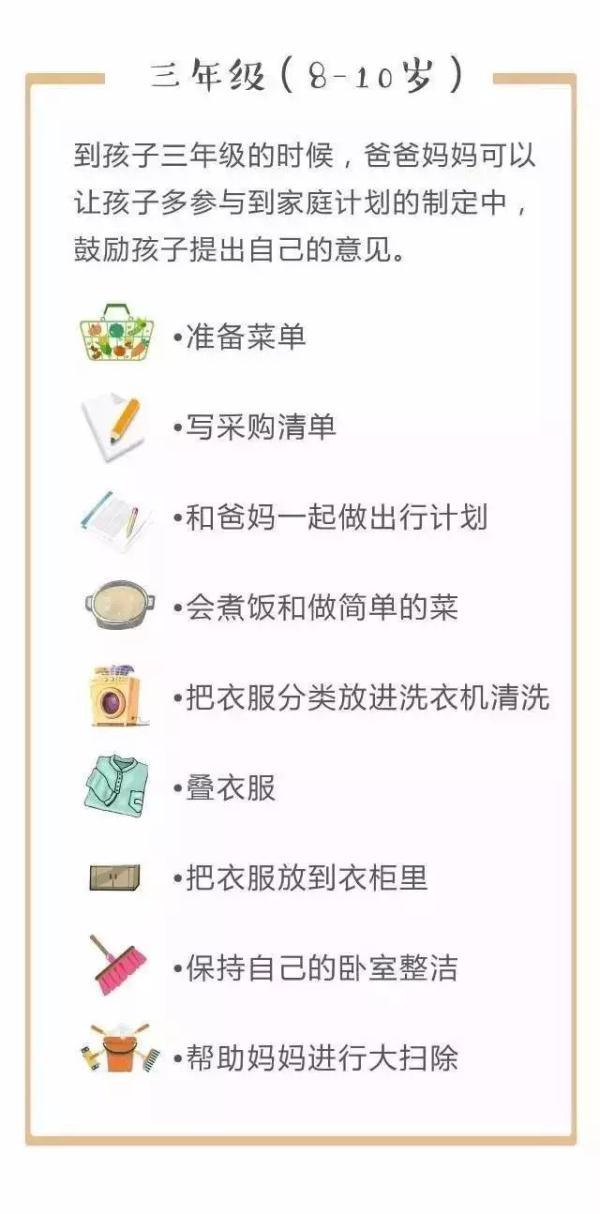 三年级(8-10岁)
到孩子三年级的时候，爸爸妈妈可以
让孩子多参与到家庭计划的制定中，
鼓励孩子提出自己的意见。
•准备菜单
•写采购清单
•和爸妈一起做出行计划
•会煮饭和做简单的菜
•把衣服分类放进洗衣机清洗
•叠衣服
•把衣服放到衣柜里
•保持自己的卧室整洁
•帮助妈妈进行大扫除